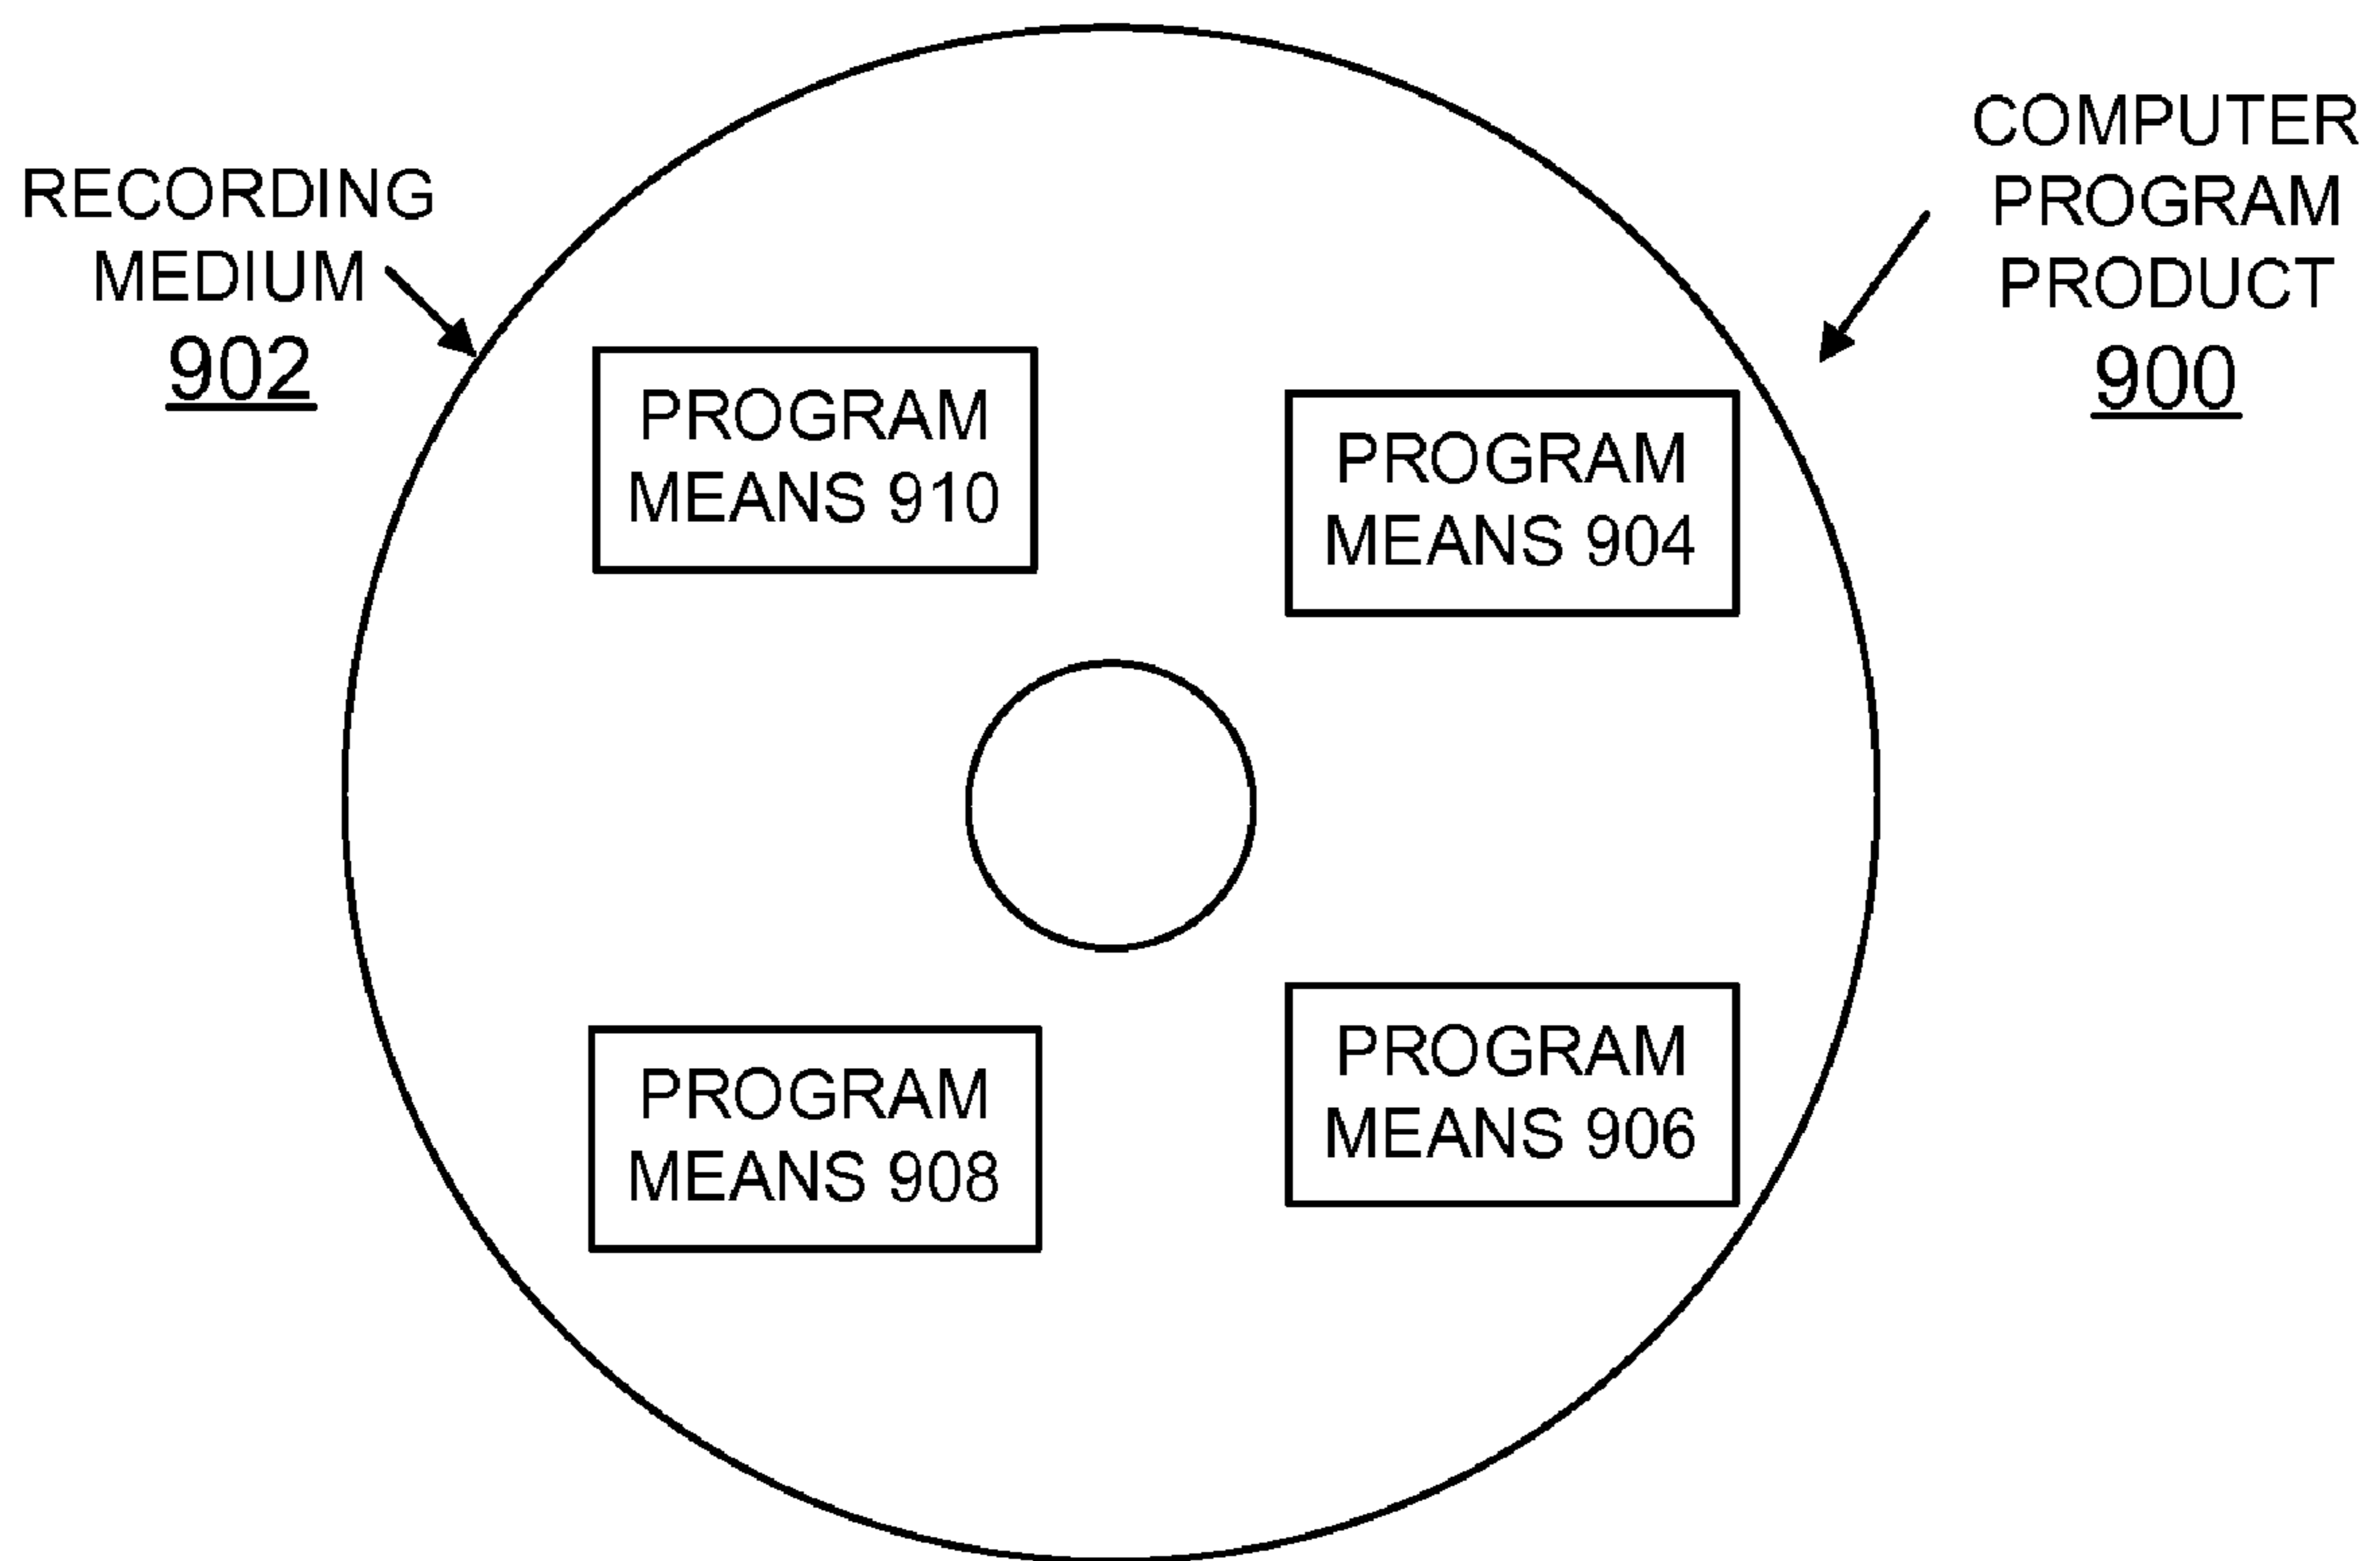 RECORDING
MEDIUM
902
COMPUTER
PROGRAM
PRODUCT
900
PROGRAM
MEANS 910
PROGRAM
MEANS 904
PROGRAM
MEANS 908
PROGRAM
MEANS 906